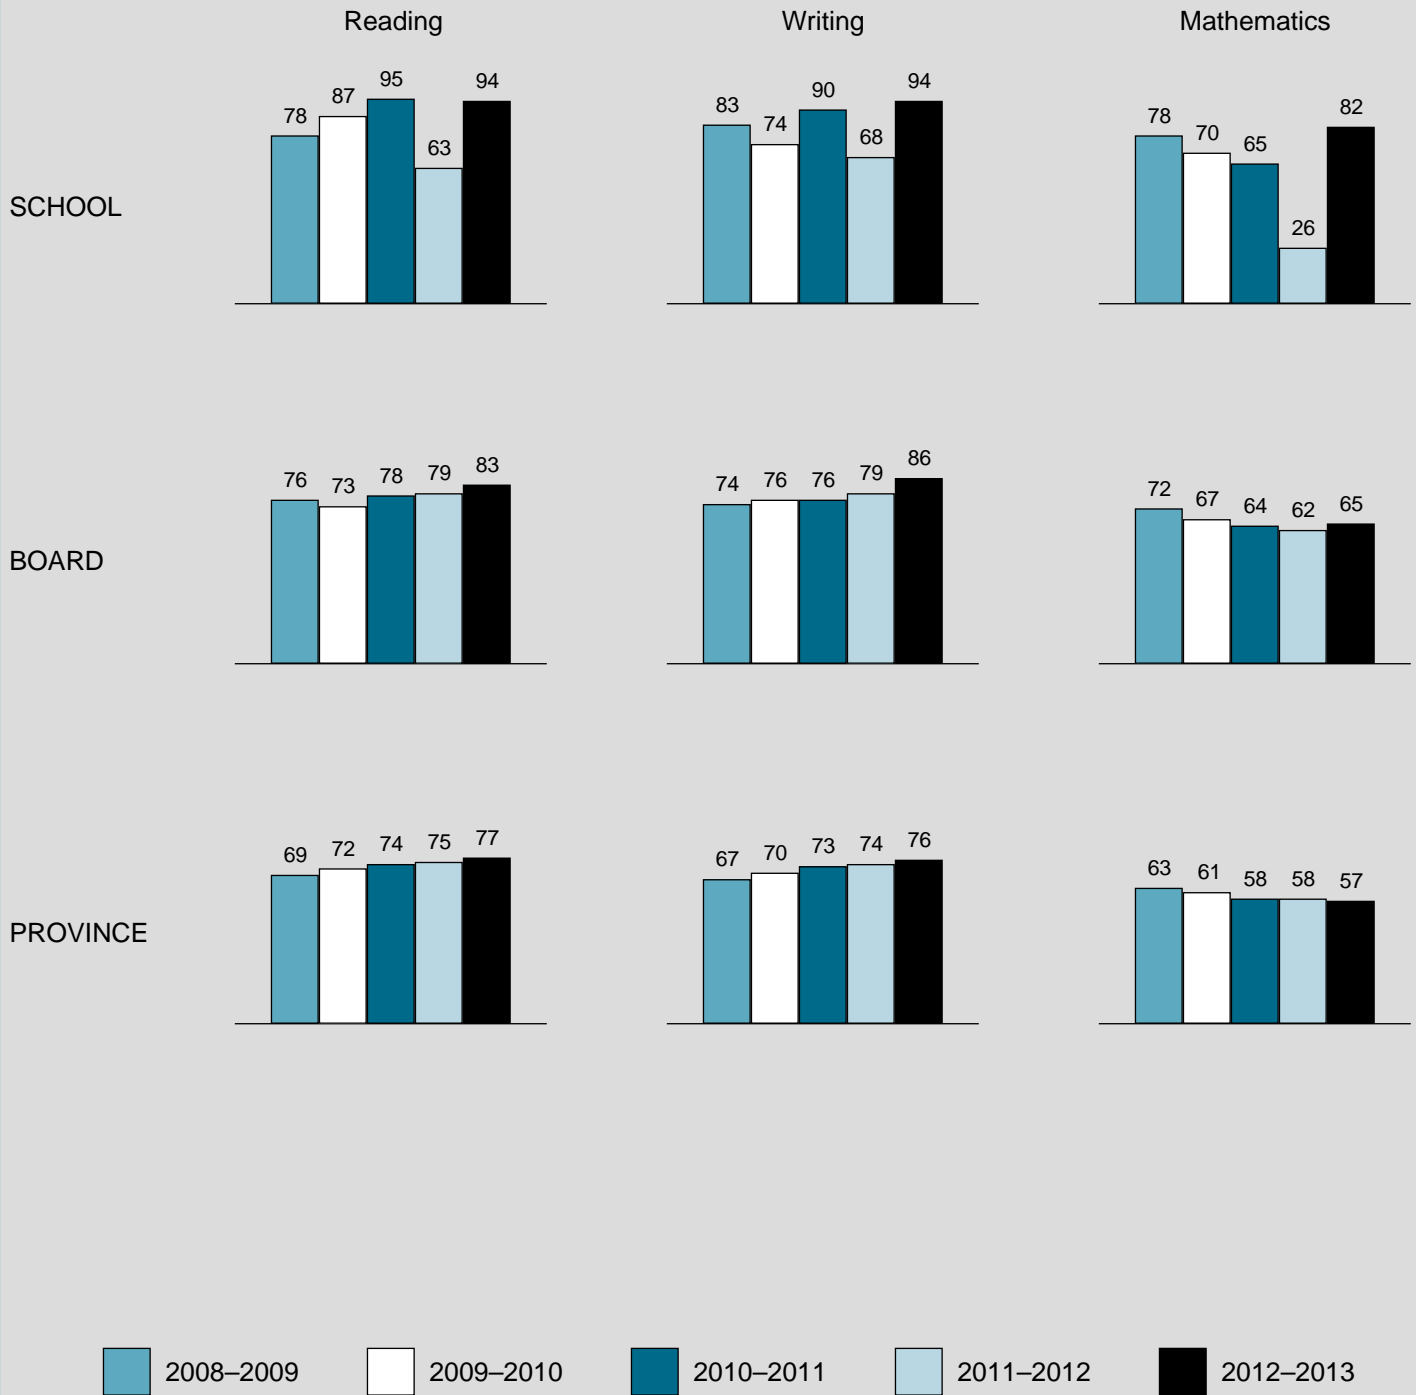 Reading Writing Mathematics
SCHOOL
78 87 95 63 94
83 74 90 68 94
78 70 65 26 82
BOARD
76 73 78 79 83
74 76 76 79 86
72 67 64 62 65
PROVINCE
69 72 74 75 77
67 70 73 74 76
63 61 58 58 57
2008–2009 2009–2010 2010–2011 2011–2012 2012–2013